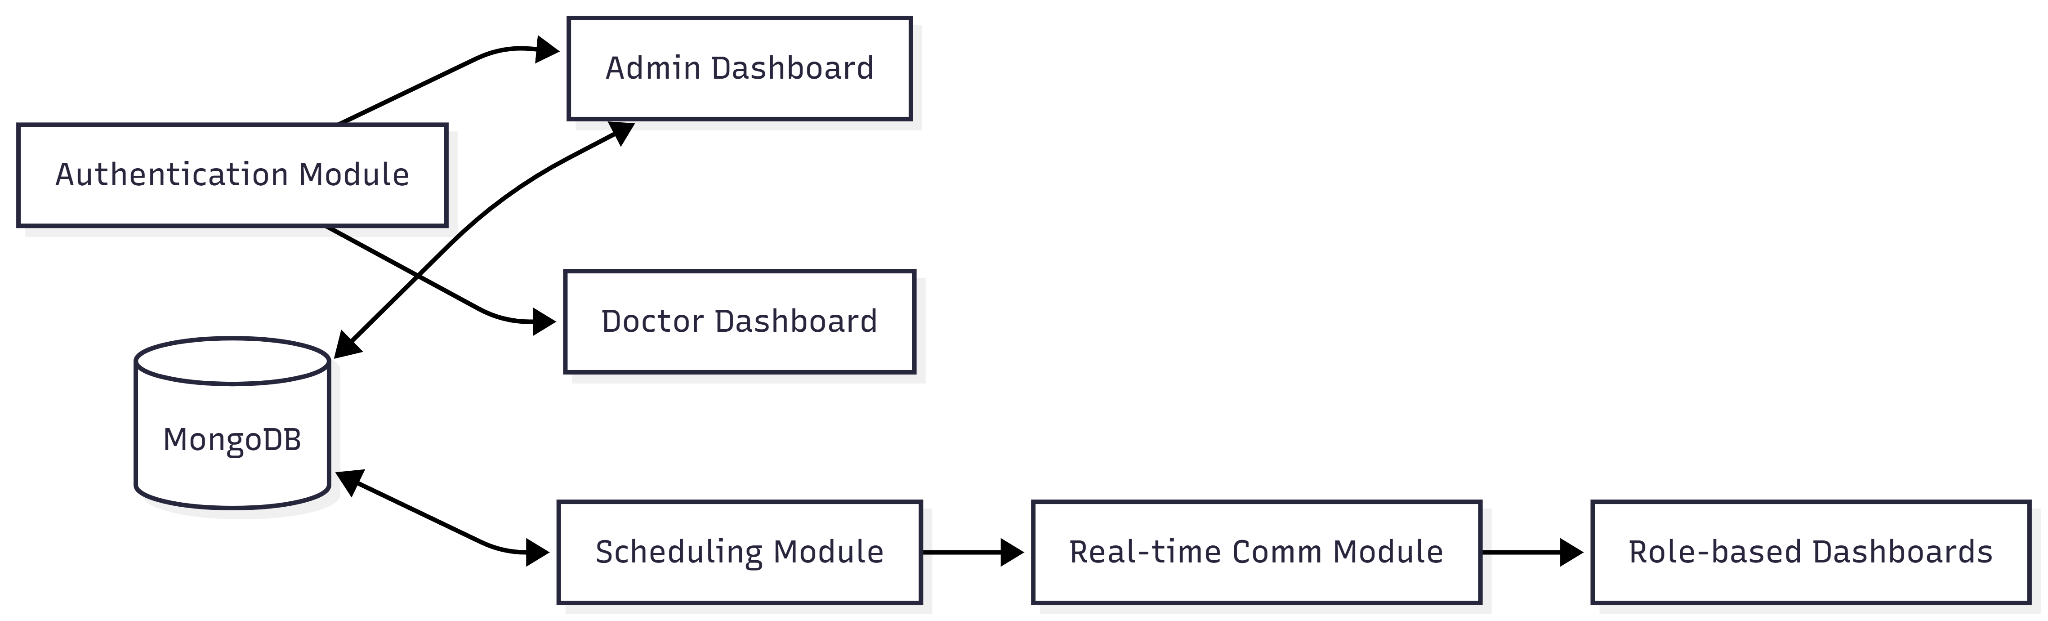 Admin Dashboard
Authentication Module
Doctor Dashboard
MongoDB
Scheduling Module
Real-time Comm Module
Role-based Dashboards